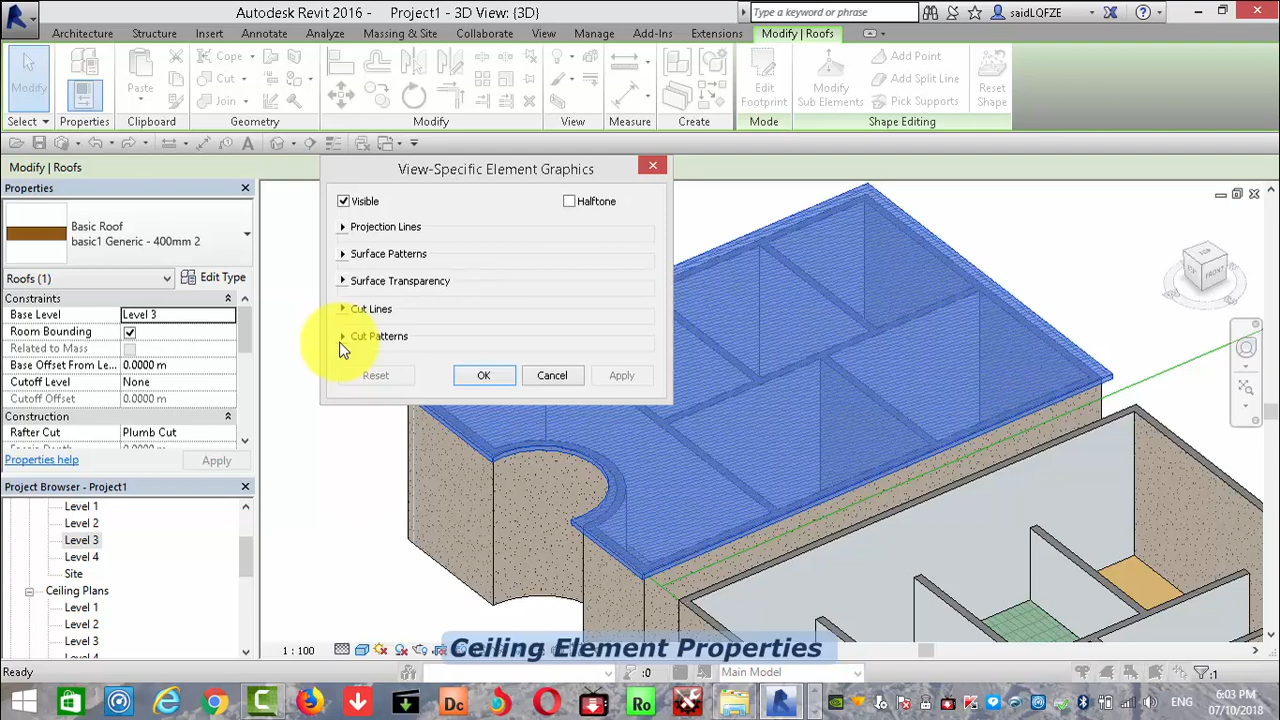 Autodesk Revit 2016 - Project1 - 3D View: {3D}
Type a keyword or phrase
saidLQFZE
Architecture Structure Insert Annotate Analyze Massing & Site Collaborate View Manage Add-Ins Extensions Modify | Roofs
Modify
Paste
Cope
Cut
Join
Edit Footprint
Modify Sub Elements
Add Point
Add Split Line
Pick Supports
Reset Shape
Select Properties Clipboard Geometry Modify View Measure Create Mode Shape Editing
Modify | Roofs
Properties
Basic Roof
basic1 Generic - 400mm 2
Roofs (1)
Edit Type
Constraints
Base Level Level 3
Room Bounding
Related to Mass
Base Offset From Le... 0.0000 m
Cutoff Level None
Cutoff Offset 0.0000 m
Construction
Rafter Cut Plumb Cut
Properties help
Apply
Project Browser - Project1
Level 1
Level 2
Level 3
Level 4
Site
Ceiling Plans
Level 1
Level 2
Level 3
View-Specific Element Graphics
Visible
Halftone
Projection Lines
Surface Patterns
Surface Transparency
Cut Lines
Cut Patterns
Reset
OK
Cancel
Apply
FRONT
1 : 100
Ceiling Element Properties
Ready
:0
Main Model
:1
Dc
Ro
ENG
6:03 PM
07/10/2018